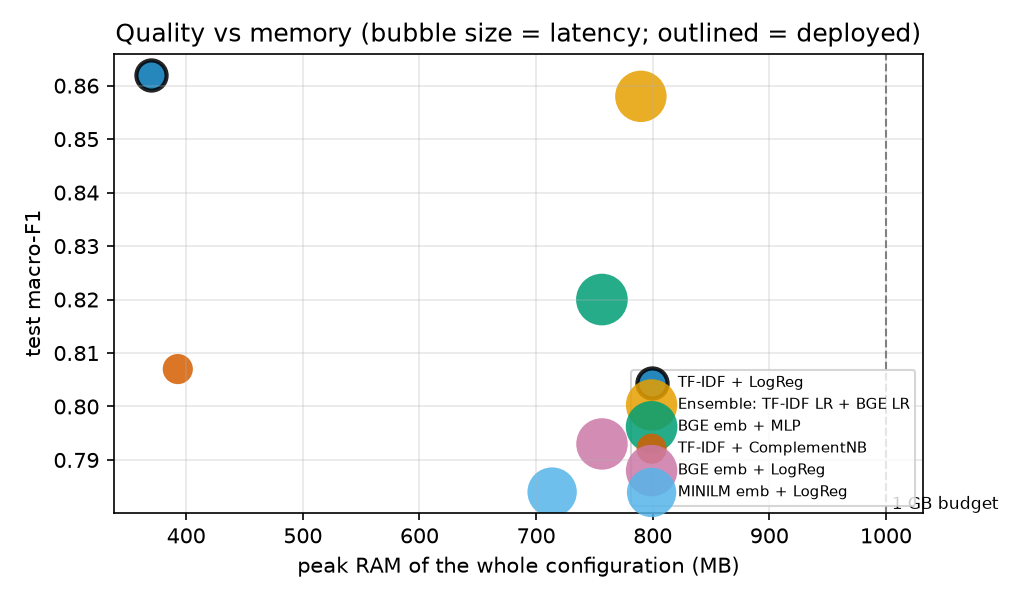 Quality vs memory (bubble size = latency; outlined = deployed)
test macro-F1
0.86
0.85
0.84
0.83
0.82
0.81
0.80
0.79
TF-IDF + LogReg
Ensemble: TF-IDF LR + BGE LR
BGE emb + MLP
TF-IDF + ComplementNB
BGE emb + LogReg
MINILM emb + LogReg
1 GB budget
400 500 600 700 800 900 1000
peak RAM of the whole configuration (MB)